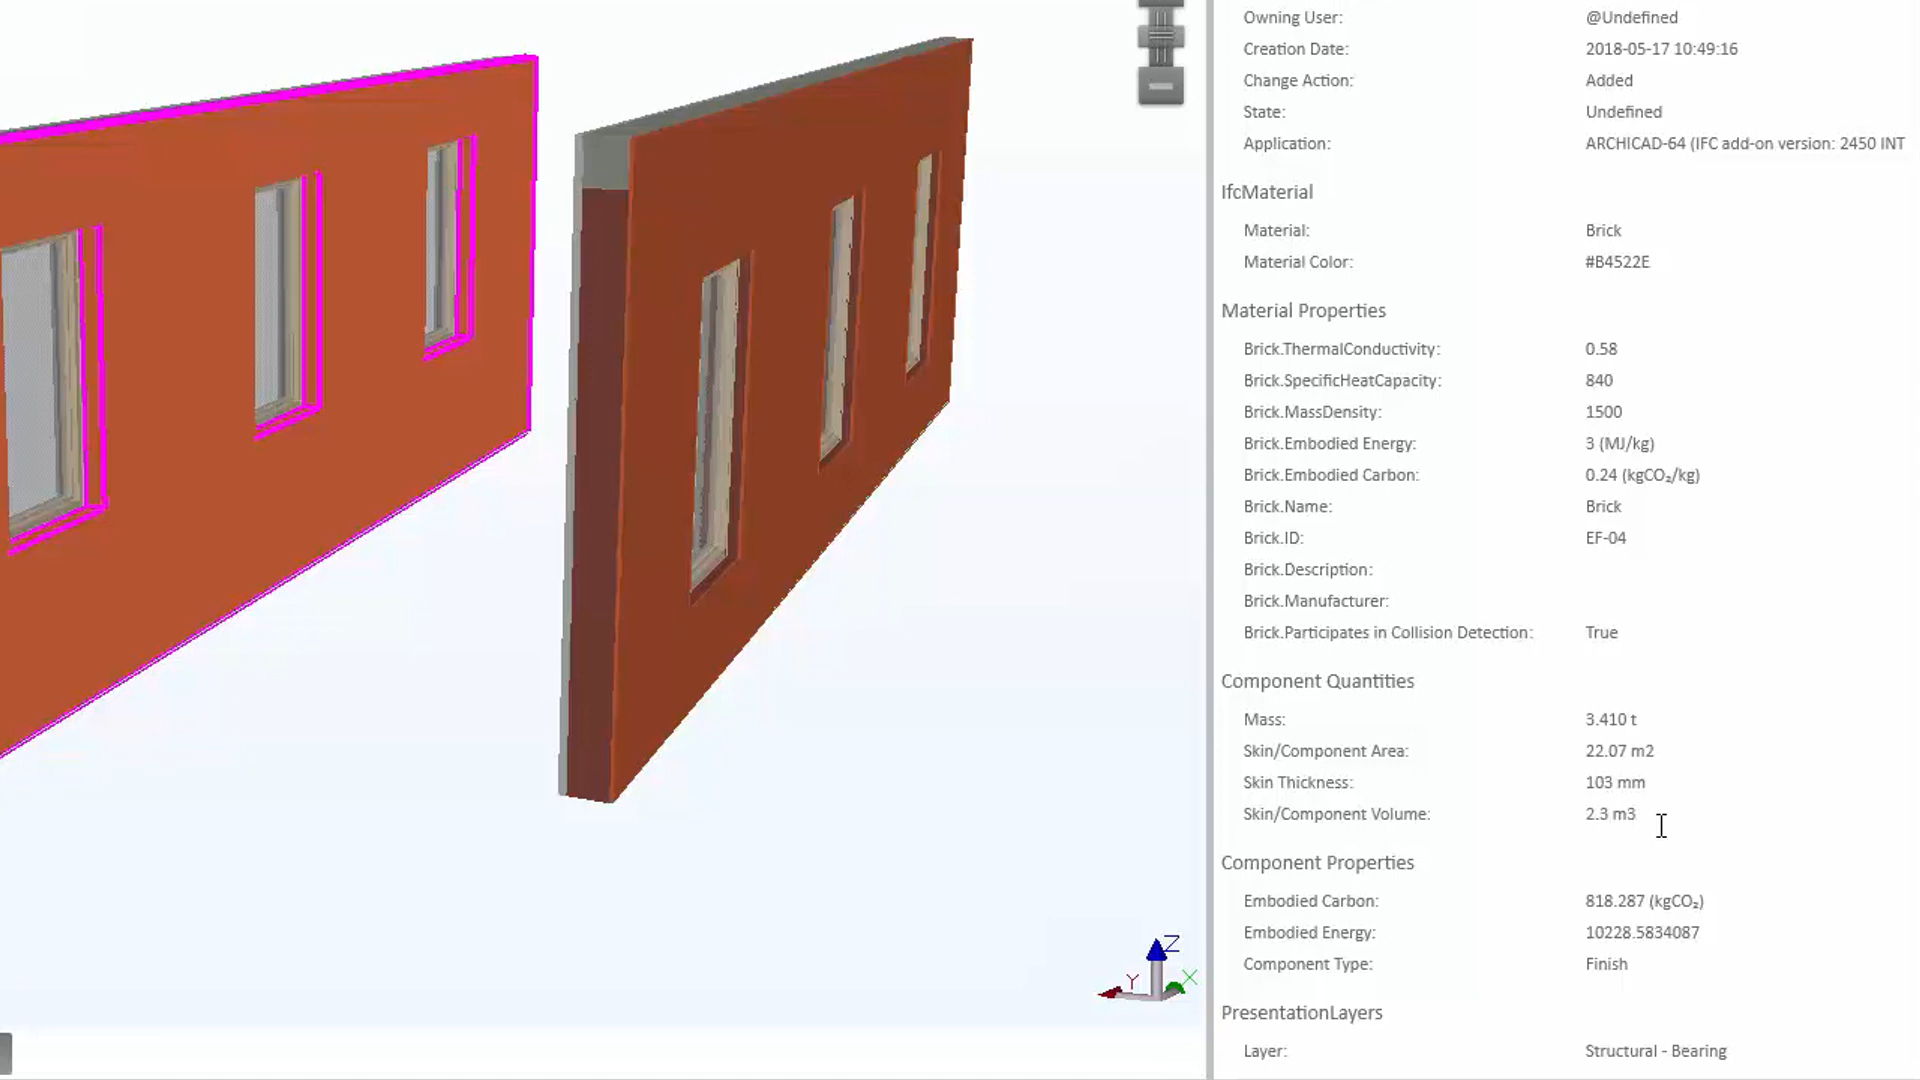 Owning User: @Undefined
Creation Date: 2018-05-17 10:49:16
Change Action: Added
State: Undefined
Application: ARCHICAD-64 (IFC add-on version: 2450 INT
IfcMaterial
Material: Brick
Material Color: #B4522E
Material Properties
Brick.ThermalConductivity: 0.58
Brick.SpecificHeatCapacity: 840
Brick.MassDensity: 1500
Brick.Embodied Energy: 3 (MJ/kg)
Brick.Embodied Carbon: 0.24 (kgCO₂/kg)
Brick.Name: Brick
Brick.ID: EF-04
Brick.Description:
Brick.Manufacturer:
Brick.Participates in Collision Detection: True
Component Quantities
Mass: 3.410 t
Skin/Component Area: 22.07 m2
Skin Thickness: 103 mm
Skin/Component Volume: 2.3 m3
Component Properties
Embodied Carbon: 818.287 (kgCO₂)
Embodied Energy: 10228.5834087
Component Type: Finish
PresentationLayers
Layer: Structural - Bearing
Z
Y
X